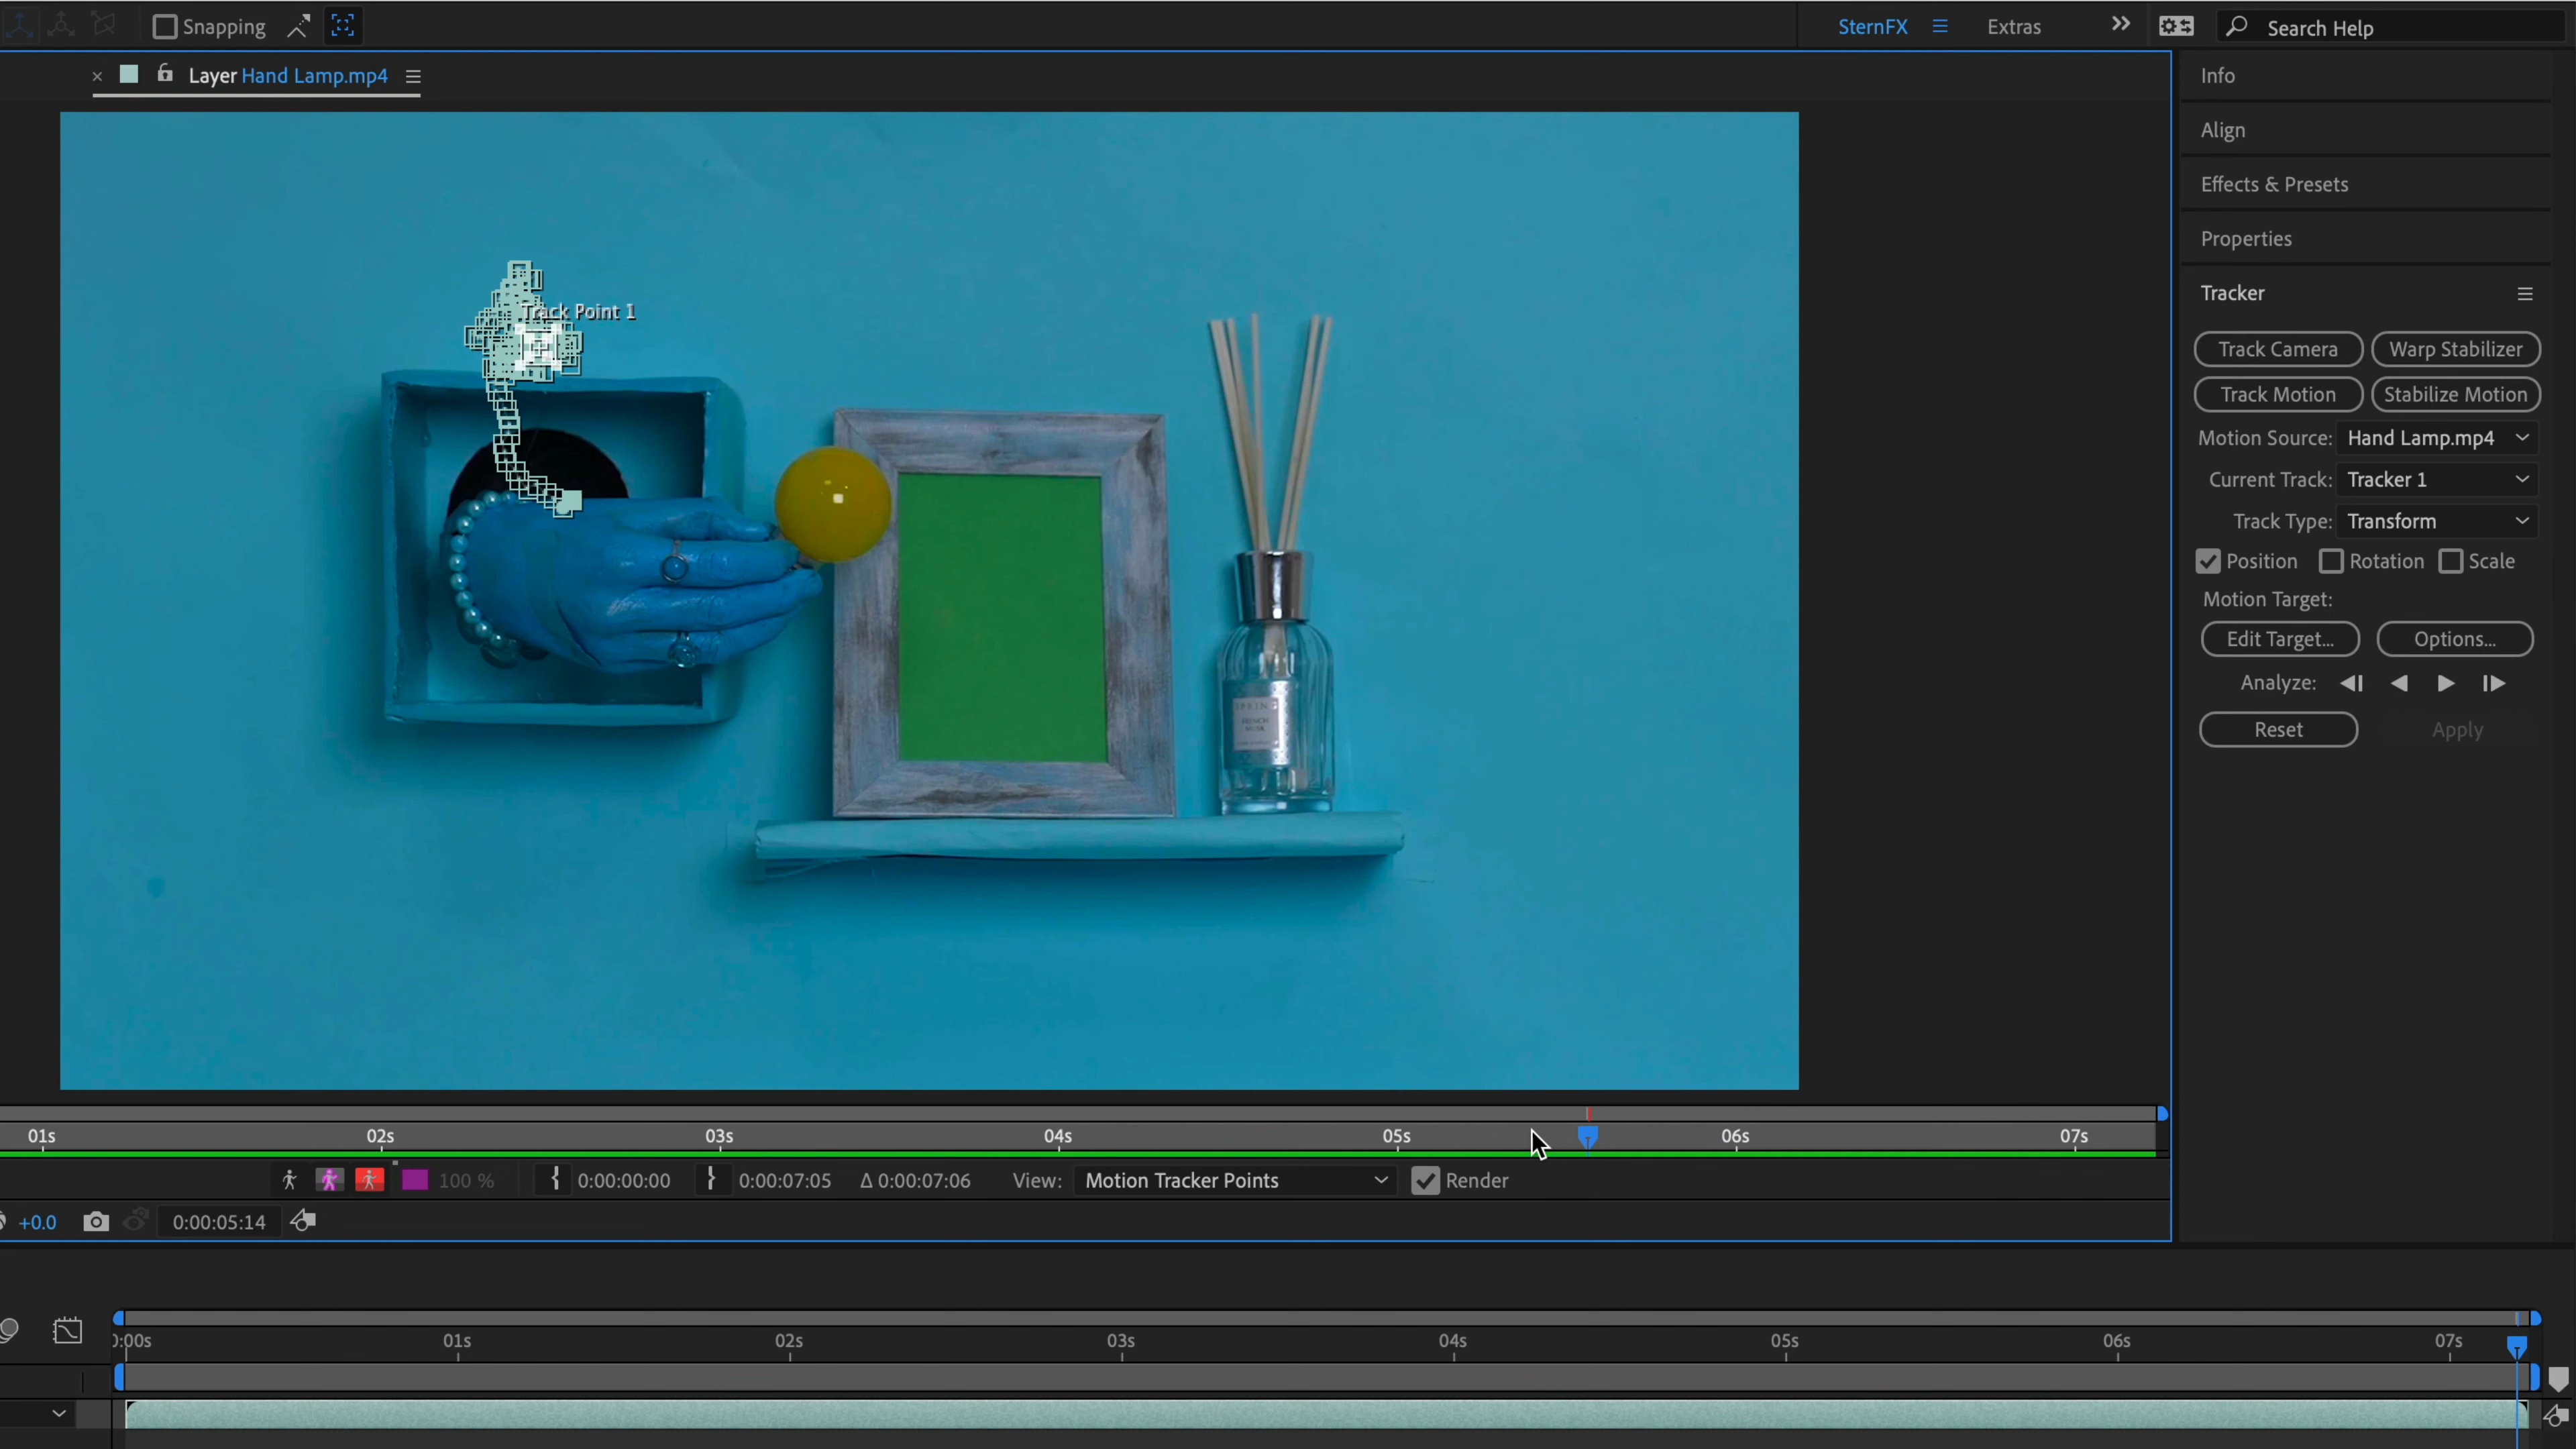 Snapping
SternFX
Extras
Search Help
Layer Hand Lamp.mp4
Info
Align
Effects & Presets
Properties
Tracker
Track Camera
Warp Stabilizer
Track Motion
Stabilize Motion
Motion Source: Hand Lamp.mp4
Current Track: Tracker 1
Track Type: Transform
Position Rotation Scale
Motion Target:
Edit Target... Options...
Analyze:
Reset Apply
Track Point 1
SPRING
FRENCH
MUSK
01s 02s 03s 04s 05s 06s 07s
100 % 0:00:00:00 0:00:07:05 Δ 0:00:07:06 View: Motion Tracker Points Render
+0.0 0:00:05:14
0:00s 01s 02s 03s 04s 05s 06s 07s